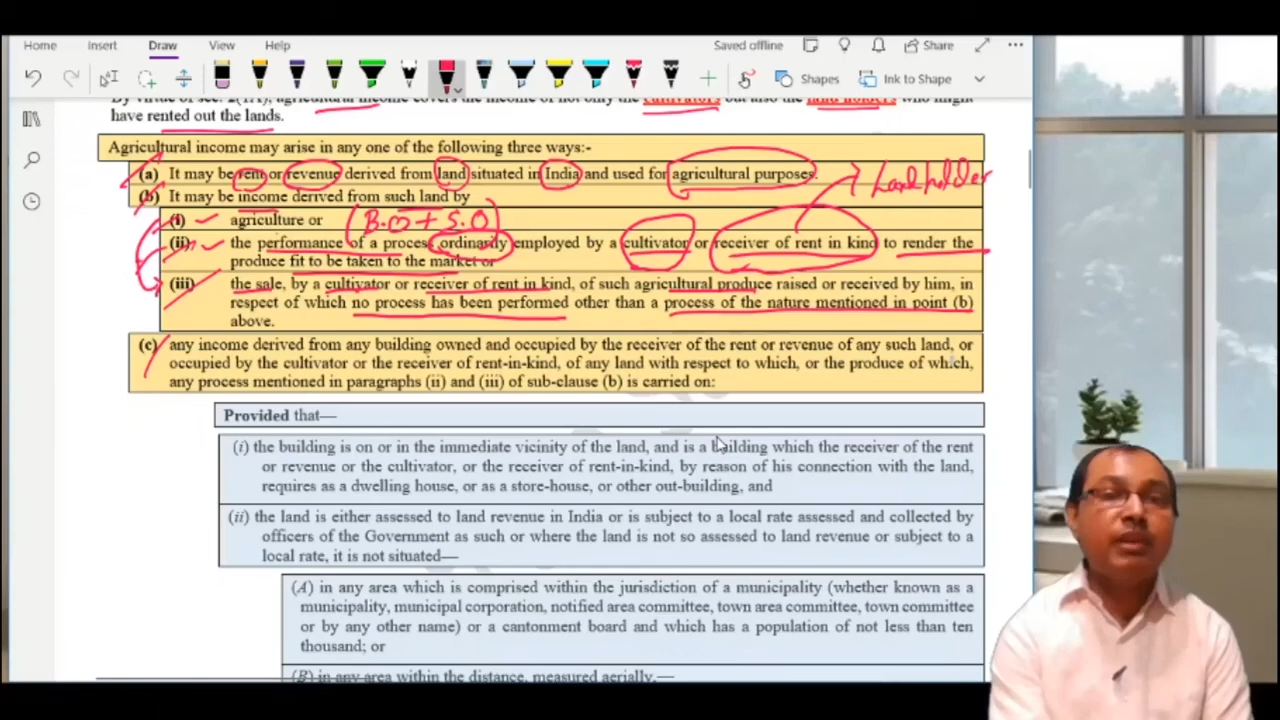 Home Insert Draw View Help Saved offline Share
Shapes Ink to Shape
By virtue of sec. 2(1A), agricultural income covers the income of not only the cultivators but also the land holders who might
have rented out the lands.
Agricultural income may arise in any one of the following three ways:-
(a) It may be rent or revenue derived from land situated in India and used for agricultural purposes.
Landholder
(b) It may be income derived from such land by
(i) agriculture or (B.O + S.O)
(ii) the performance of a process ordinarily employed by a cultivator or receiver of rent in kind to render the
produce fit to be taken to the market or
(iii) the sale, by a cultivator or receiver of rent in kind, of such agricultural produce raised or received by him, in
respect of which no process has been performed other than a process of the nature mentioned in point (b)
above.
(c) any income derived from any building owned and occupied by the receiver of the rent or revenue of any such land, or
occupied by the cultivator or the receiver of rent-in-kind, of any land with respect to which, or the produce of which,
any process mentioned in paragraphs (ii) and (iii) of sub-clause (b) is carried on:
Provided that—
(i) the building is on or in the immediate vicinity of the land, and is a building which the receiver of the rent
or revenue or the cultivator, or the receiver of rent-in-kind, by reason of his connection with the land,
requires as a dwelling house, or as a store-house, or other out-building, and
(ii) the land is either assessed to land revenue in India or is subject to a local rate assessed and collected by
officers of the Government as such or where the land is not so assessed to land revenue or subject to a
local rate, it is not situated—
(A) in any area which is comprised within the jurisdiction of a municipality (whether known as a
municipality, municipal corporation, notified area committee, town area committee, town committee
or by any other name) or a cantonment board and which has a population of not less than ten
thousand; or
(B) in any area within the distance, measured aerially,—